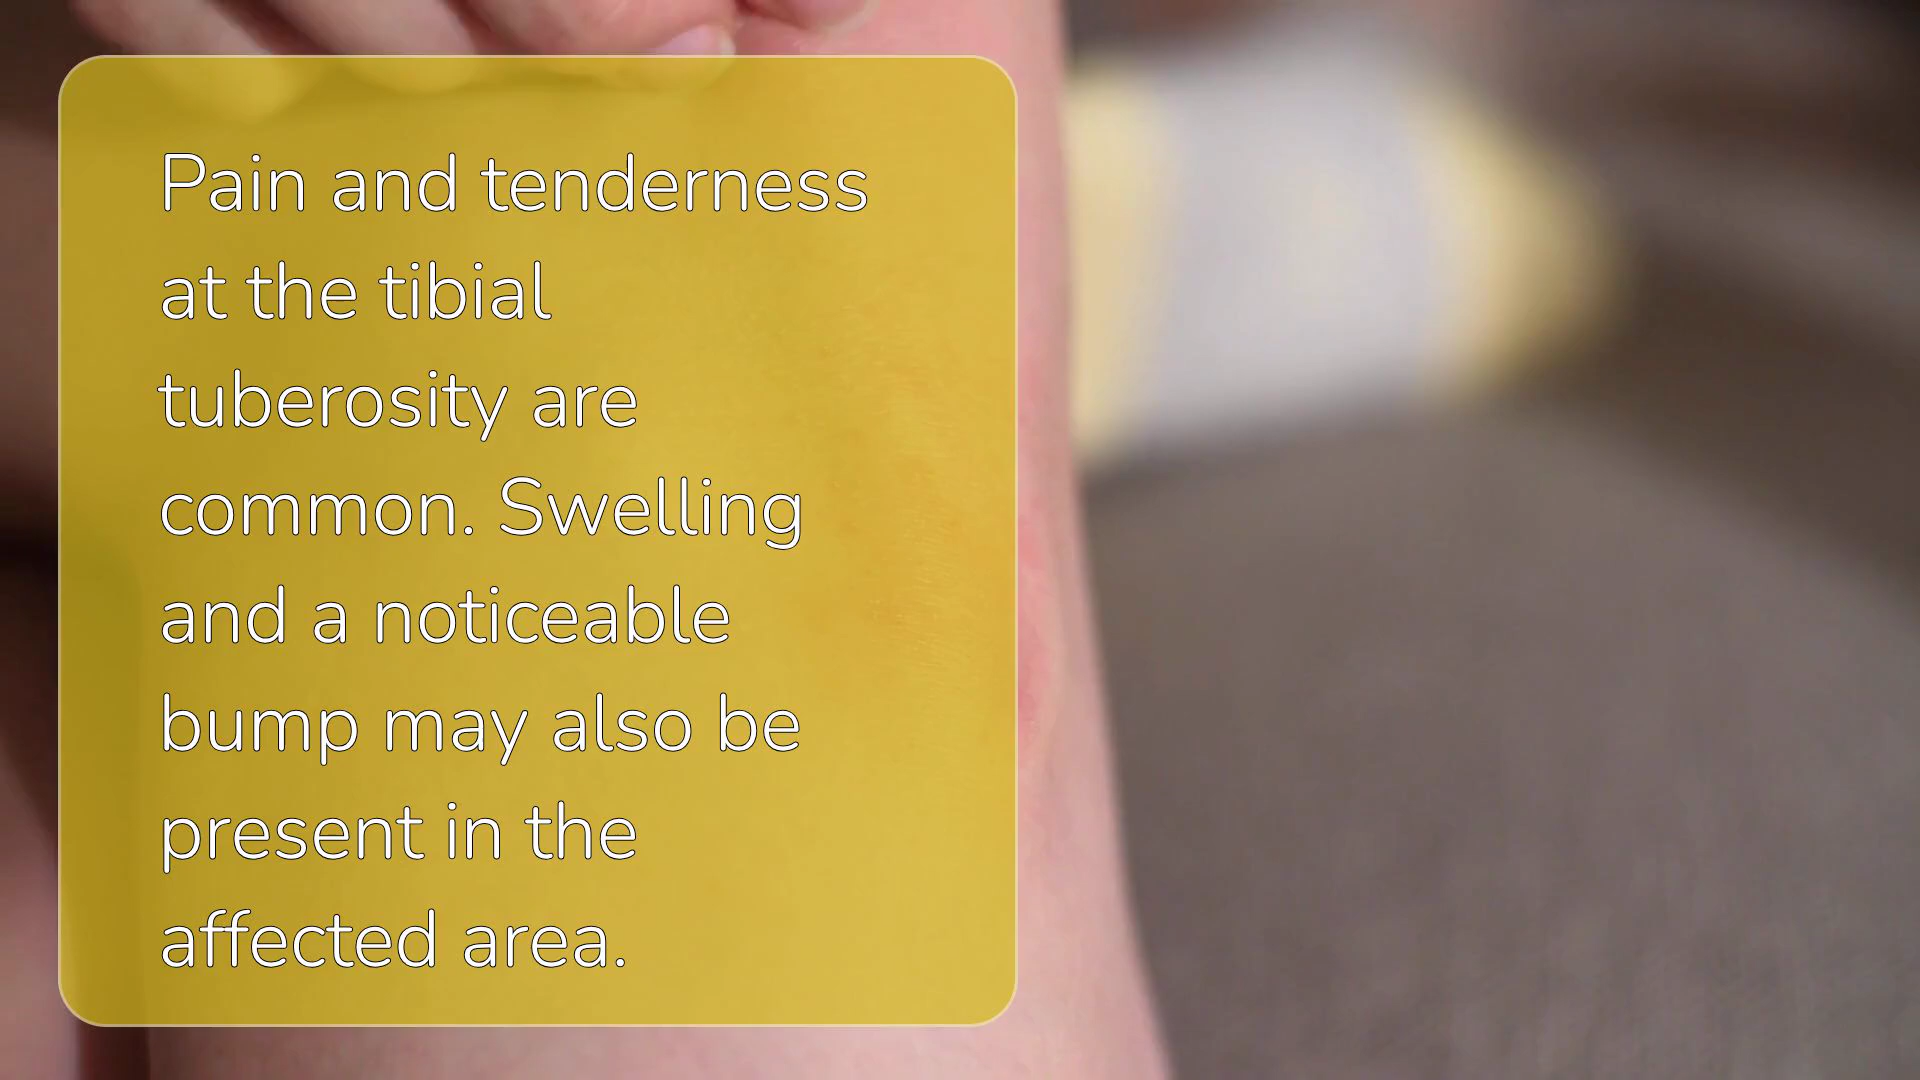 Pain and tenderness
at the tibial
tuberosity are
common. Swelling
and a noticeable
bump may also be
present in the
affected area.